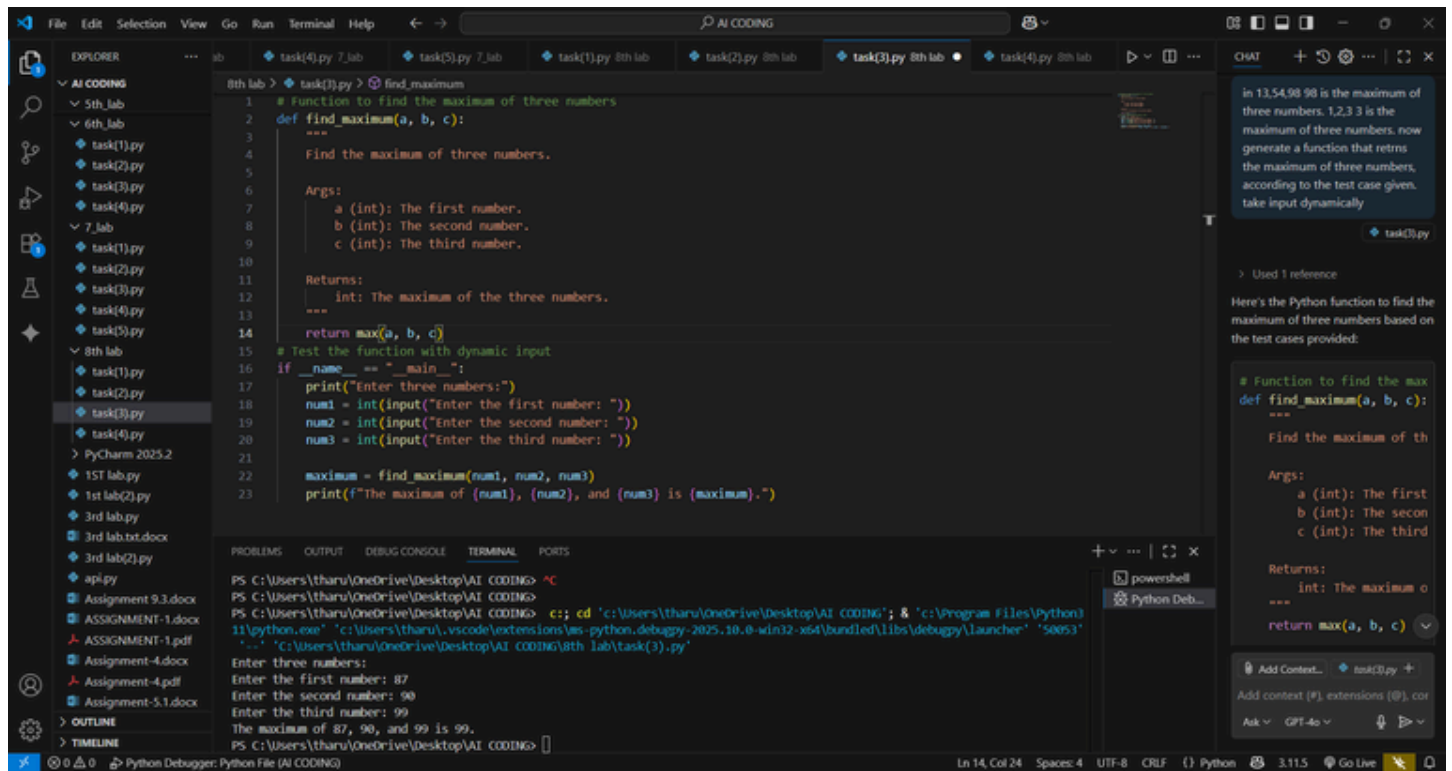 File Edit Selection View Go Run Terminal Help
AI CODING
EXPLORER
AI CODING
5th_lab
6th_lab
task(1).py
task(2).py
task(3).py
task(4).py
7_lab
task(1).py
task(2).py
task(3).py
task(4).py
task(5).py
8th lab
task(1).py
task(2).py
task(3).py
task(4).py
PyCharm 2025.2
1ST lab.py
1st lab(2).py
3rd lab.py
3rd lab.txt.docx
3rd lab(2).py
api.py
Assignment 9.3.docx
ASSIGNMENT-1.docx
ASSIGNMENT-1.pdf
Assignment-4.docx
Assignment-4.pdf
Assignment-5.1.docx
OUTLINE
TIMELINE
ab task(4).py 7_lab task(5).py 7_lab task(1).py 8th lab task(2).py 8th lab task(3).py 8th lab task(4).py 8th lab
8th lab > task(3).py > find_maximum
1 # Function to find the maximum of three numbers
2 def find_maximum(a, b, c):
3 """
4 Find the maximum of three numbers.
5
6 Args:
7 a (int): The first number.
8 b (int): The second number.
9 c (int): The third number.
10
11 Returns:
12 int: The maximum of the three numbers.
13 """
14 return max(a, b, c)
15 # Test the function with dynamic input
16 if __name__ == "__main__":
17 print("Enter three numbers:")
18 num1 = int(input("Enter the first number: "))
19 num2 = int(input("Enter the second number: "))
20 num3 = int(input("Enter the third number: "))
21
22 maximum = find_maximum(num1, num2, num3)
23 print(f"The maximum of {num1}, {num2}, and {num3} is {maximum}.")
PROBLEMS OUTPUT DEBUG CONSOLE TERMINAL PORTS
PS C:\Users\tharu\OneDrive\Desktop\AI CODING> ^C
PS C:\Users\tharu\OneDrive\Desktop\AI CODING>
PS C:\Users\tharu\OneDrive\Desktop\AI CODING> c:; cd 'c:\Users\tharu\OneDrive\Desktop\AI CODING'; & 'c:\Program Files\Python3
11\python.exe' 'c:\Users\tharu\.vscode\extensions\ms-python.debugpy-2025.10.0-win32-x64\bundled\libs\debugpy\launcher' '50053'
'--' 'C:\Users\tharu\OneDrive\Desktop\AI CODING\8th lab\task(3).py'
Enter three numbers:
Enter the first number: 87
Enter the second number: 90
Enter the third number: 99
The maximum of 87, 90, and 99 is 99.
PS C:\Users\tharu\OneDrive\Desktop\AI CODING>
powershell
Python Deb...
CHAT
in 13,54,98 98 is the maximum of
three numbers. 1,2,3 3 is the
maximum of three numbers. now
generate a function that retrns
the maximum of three numbers,
according to the test case given.
take input dynamically
task(3).py
Used 1 reference
Here's the Python function to find the
maximum of three numbers based on
the test cases provided:
# Function to find the max
def find_maximum(a, b, c):
"""
Find the maximum of th
Args:
a (int): The first
b (int): The secon
c (int): The third
Returns:
int: The maximum o
"""
return max(a, b, c)
Add Context... task(3).py
Add context (#), extensions (@), cor
Ask GPT-4o
0 0 Python Debugger: Python File (AI CODING)
Ln 14, Col 24 Spaces: 4 UTF-8 CRLF {} Python 3.11.5 Go Live